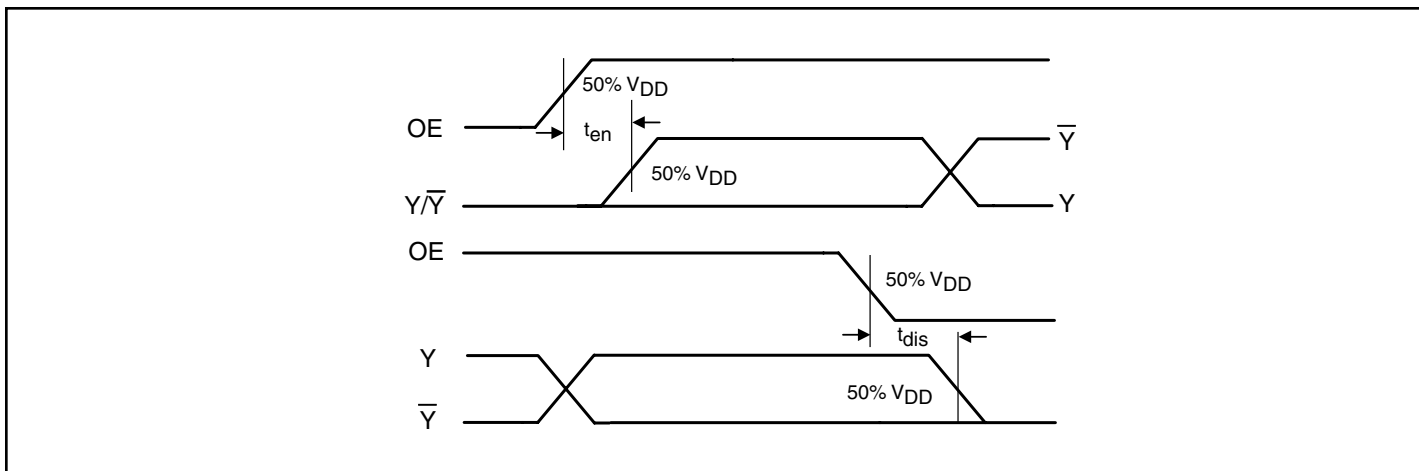 50% VDD
OE
ten
Y̅
50% VDD
Y/Y̅
Y
OE
50% VDD
tdis
Y
50% VDD
Y̅